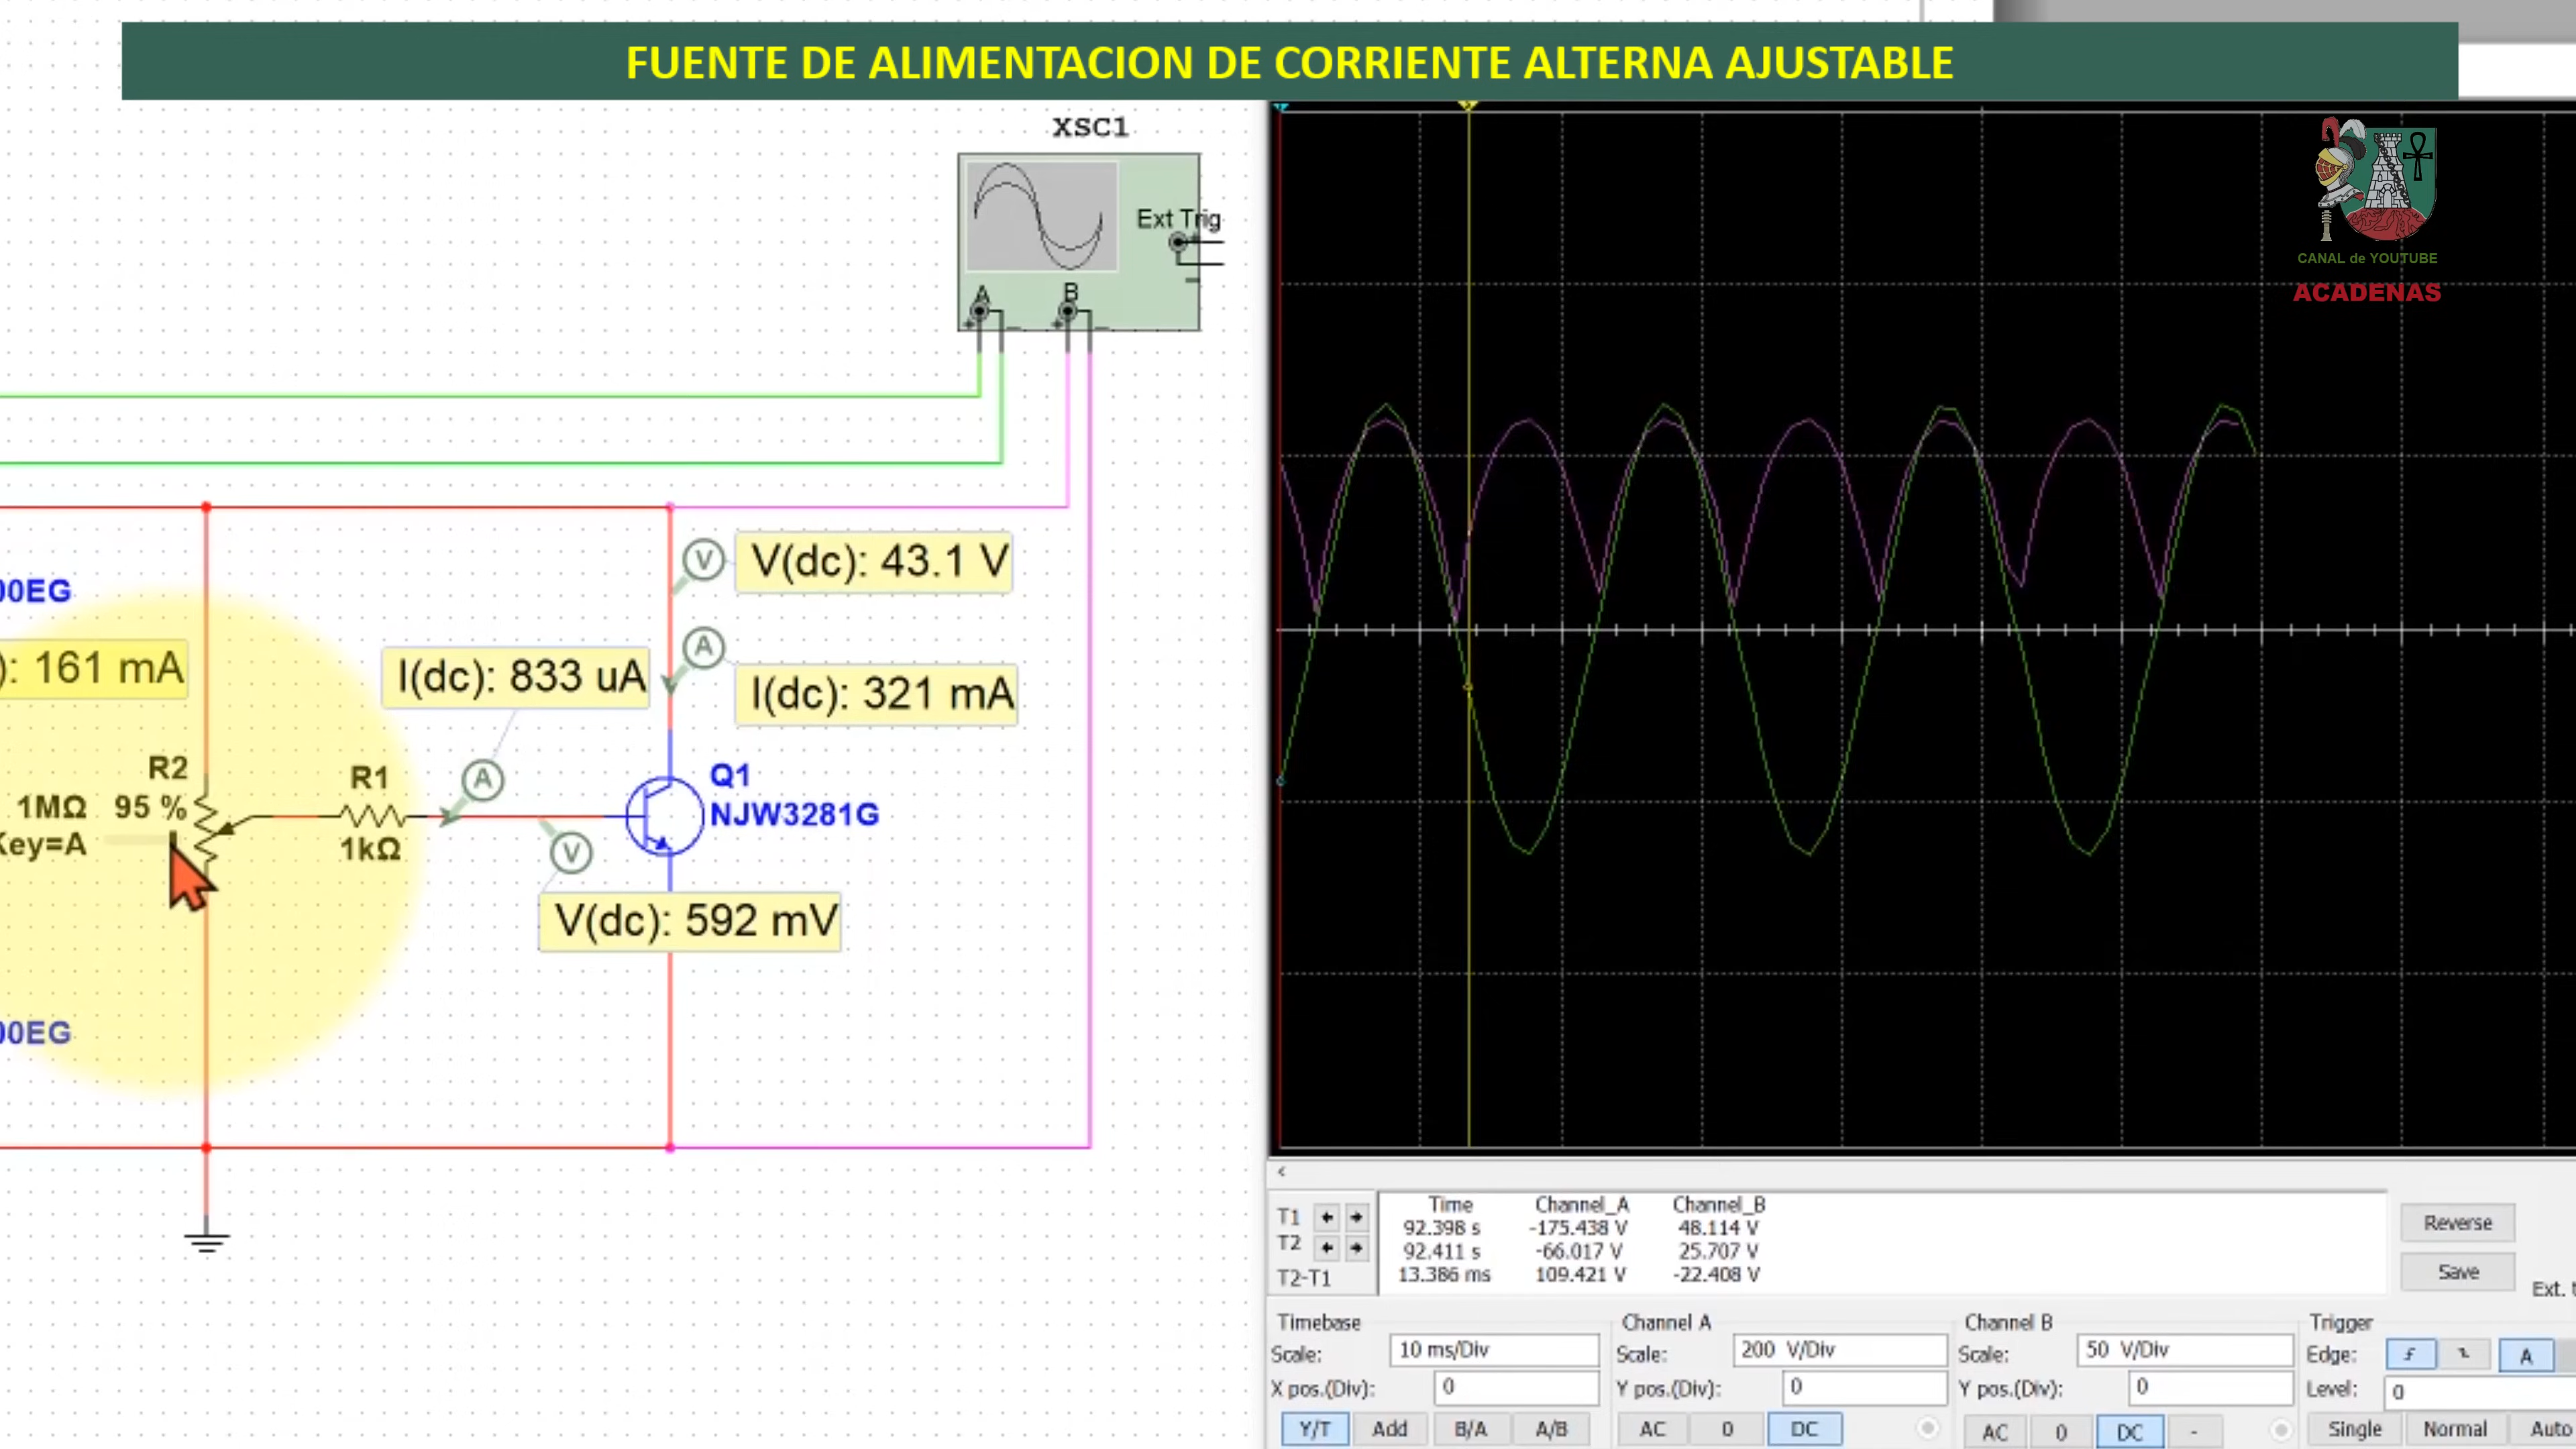 FUENTE DE ALIMENTACION DE CORRIENTE ALTERNA AJUSTABLE
XSC1
Ext Trig
A
B
CANAL de YOUTUBE
ACADENAS
V
V(dc): 43.1 V
00EG
A
): 161 mA
I(dc): 833 uA
I(dc): 321 mA
R2
1MΩ 95 %
Key=A
R1
1kΩ
A
Q1
NJW3281G
V
V(dc): 592 mV
00EG
Time Channel_A Channel_B
T1 92.398 s -175.438 V 48.114 V
T2 92.411 s -66.017 V 25.707 V
T2-T1 13.386 ms 109.421 V -22.408 V
Reverse
Save
Ext. t
Timebase
Scale: 10 ms/Div
X pos.(Div): 0
Y/T Add B/A A/B
Channel A
Scale: 200 V/Div
Y pos.(Div): 0
AC 0 DC
Channel B
Scale: 50 V/Div
Y pos.(Div): 0
AC 0 DC -
Trigger
Edge: A
Level: 0
Single Normal Auto